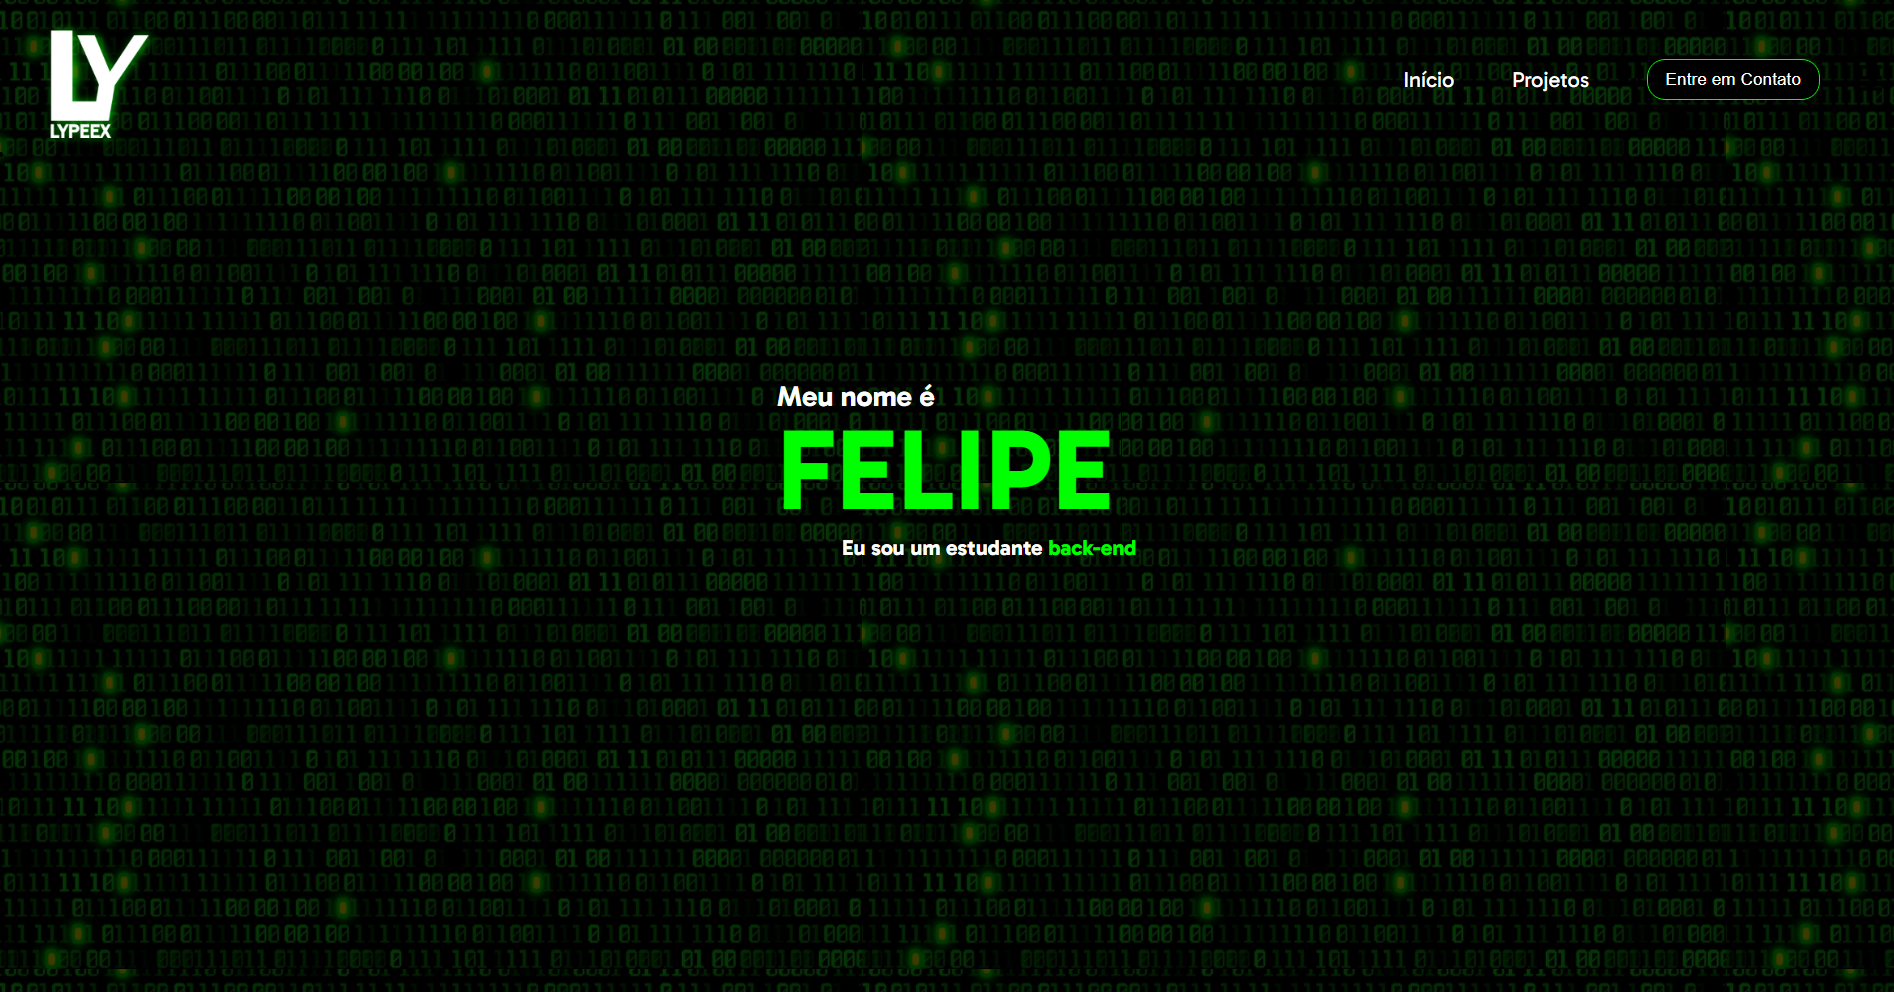 LY
LYPEEX
Início Projetos Entre em Contato
Meu nome é
FELIPE
Eu sou um estudante back-end